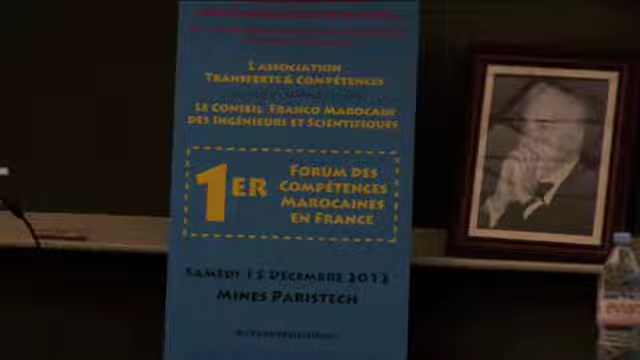 L'ASSOCIATION
TRANSFERTS & COMPÉTENCES
LE CONSEIL FRANCO MAROCAIN
DES INGÉNIEURS ET SCIENTIFIQUES
1ER
FORUM DES
COMPÉTENCES
MAROCAINES
EN FRANCE
SAMEDI 15 DÉCEMBRE 2012
MINES PARISTECH